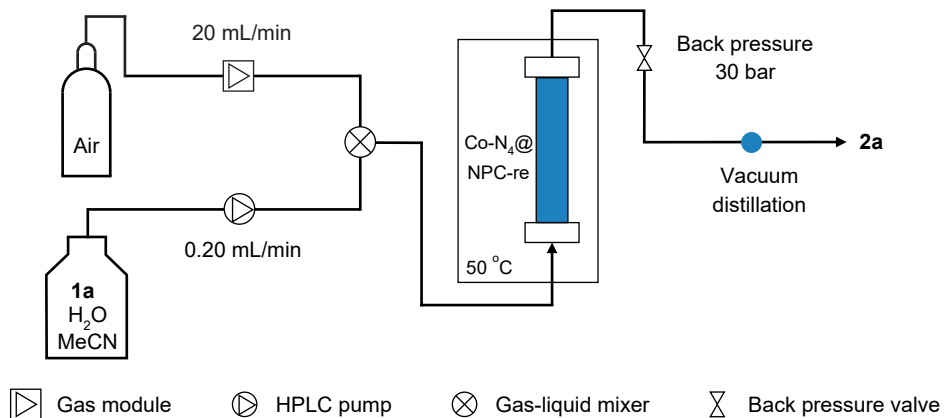 20 mL/min
Air
0.20 mL/min
1a
H₂O
MeCN
Co-N₄@
NPC-re
50 °C
Back pressure
30 bar
2a
Vacuum
distillation
Gas module
HPLC pump
Gas-liquid mixer
Back pressure valve